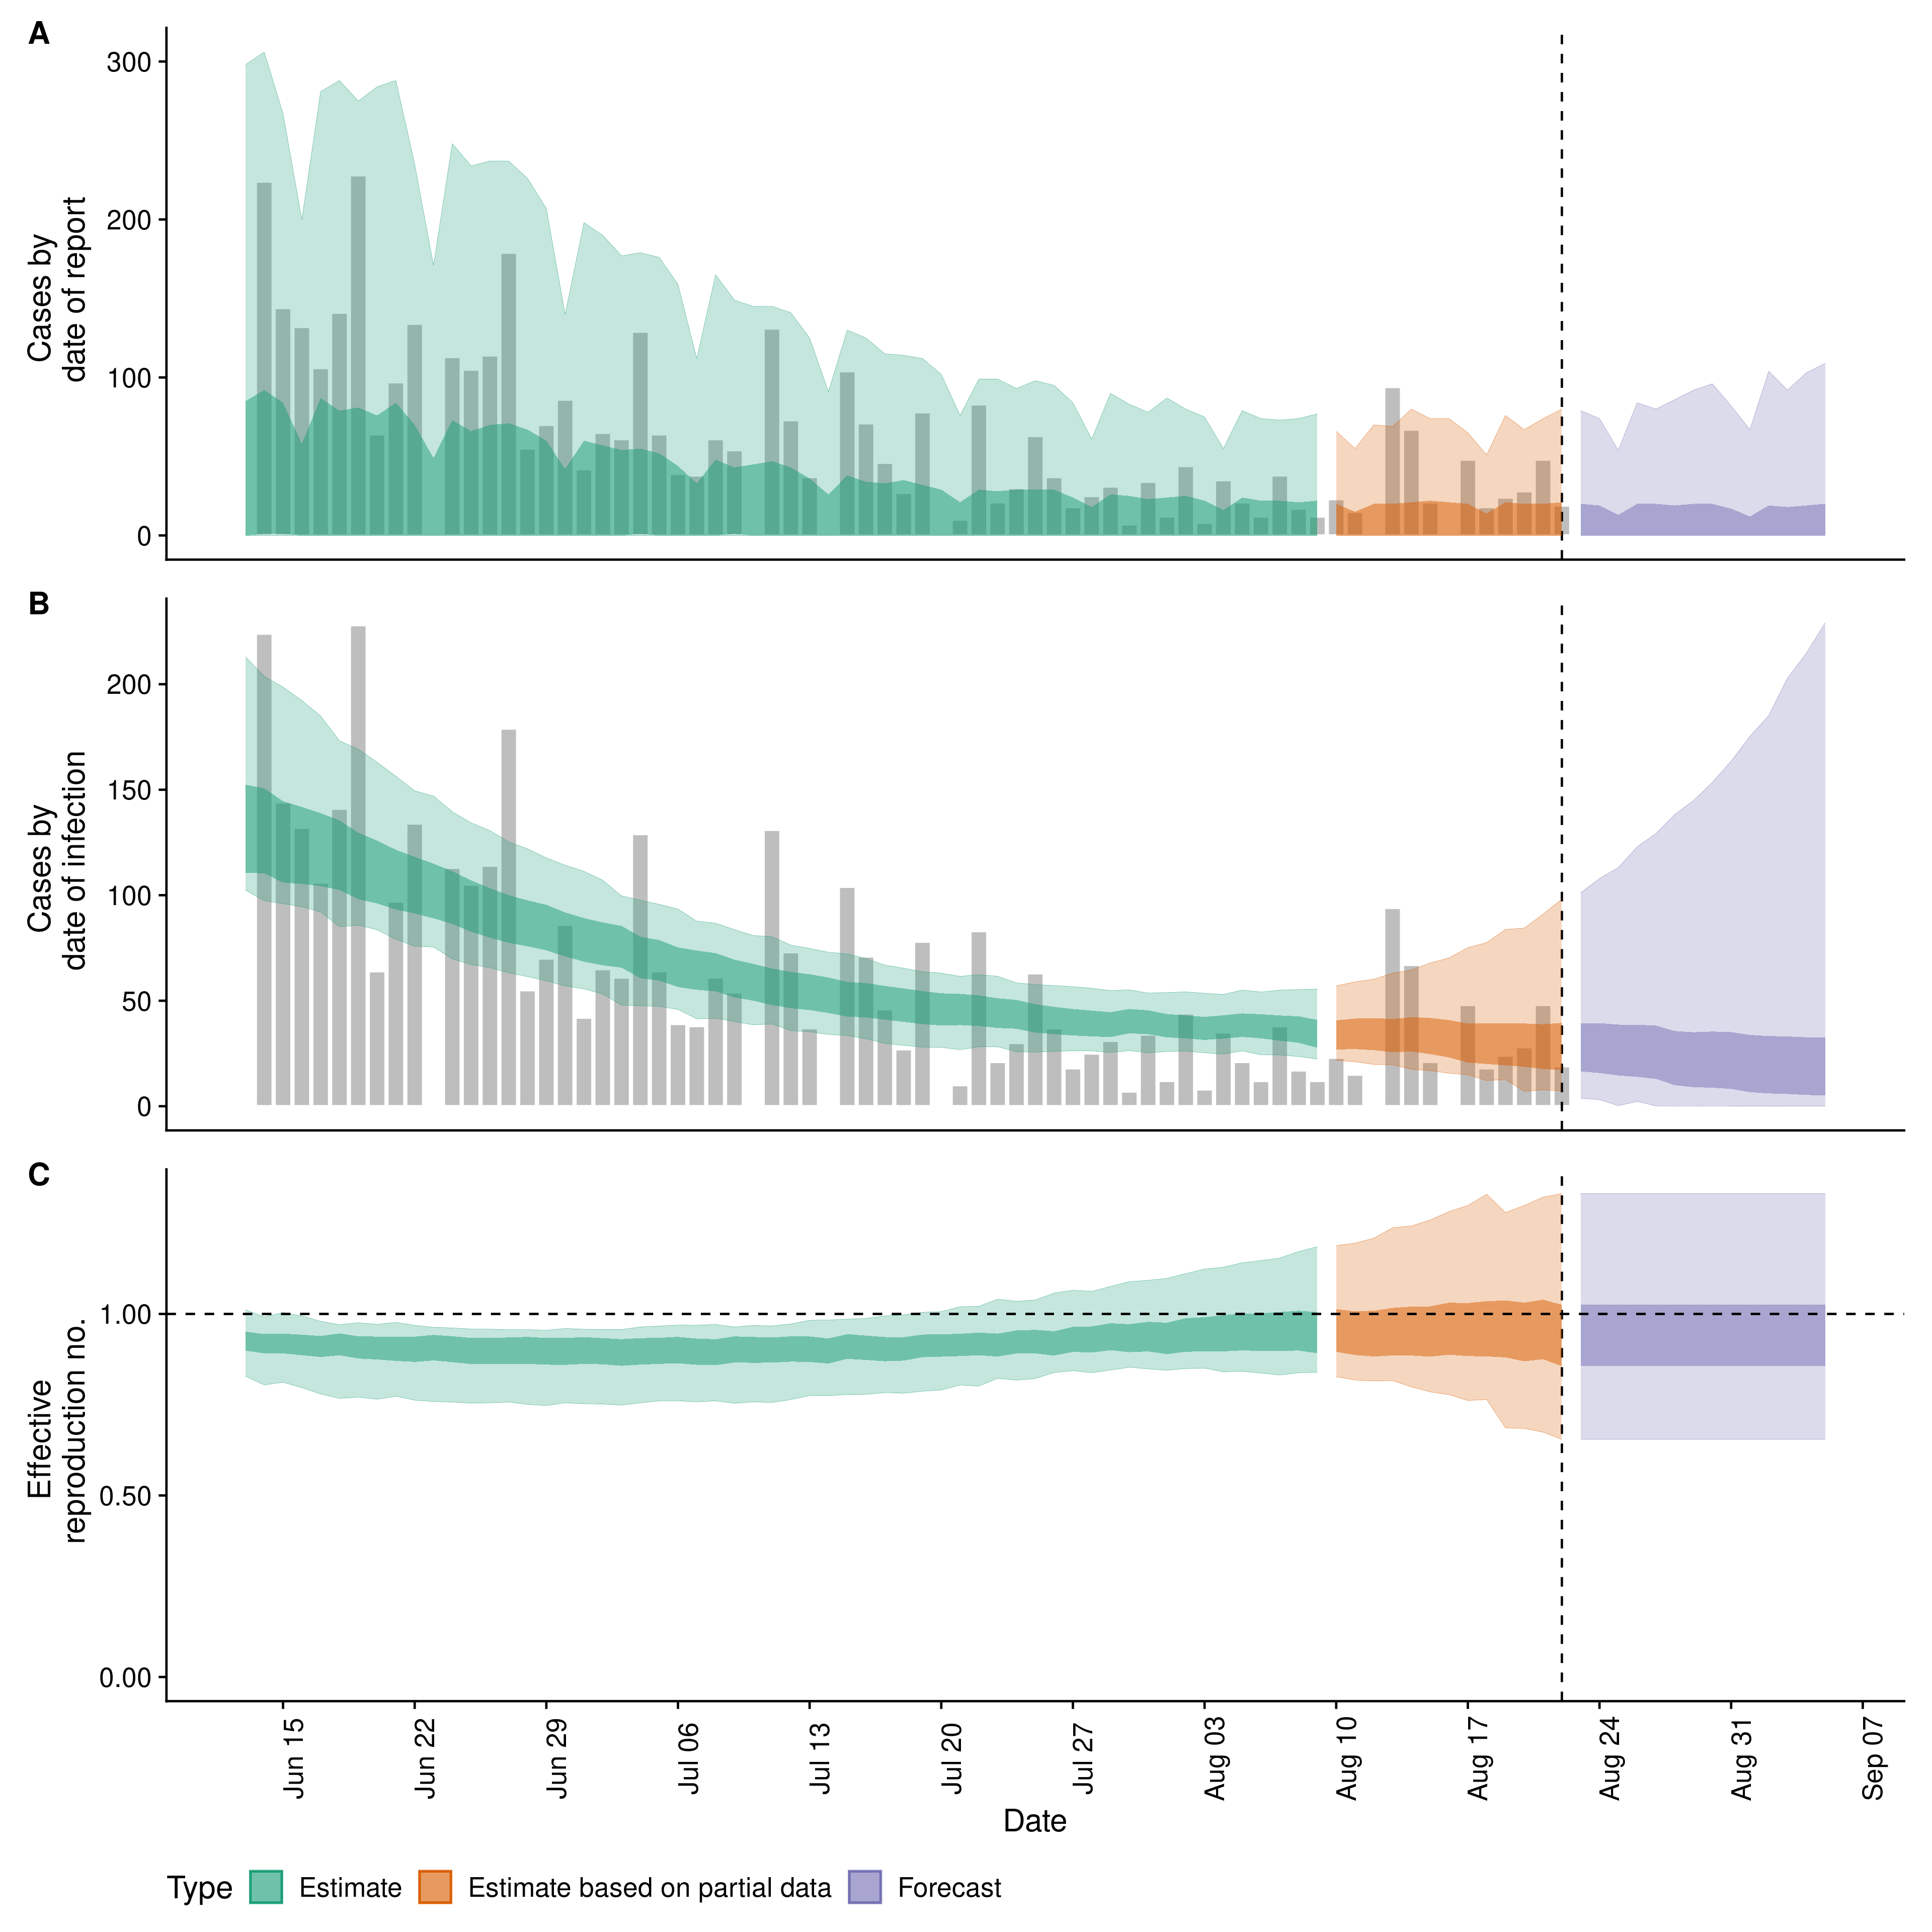 A
300
200
100
0
Cases by
date of report
B
200
150
100
50
0
Cases by
date of infection
C
1.00
0.50
0.00
Effective
reproduction no.
Jun 15
Jun 22
Jun 29
Jul 06
Jul 13
Jul 20
Jul 27
Aug 03
Aug 10
Aug 17
Aug 24
Aug 31
Sep 07
Date
Type Estimate Estimate based on partial data Forecast